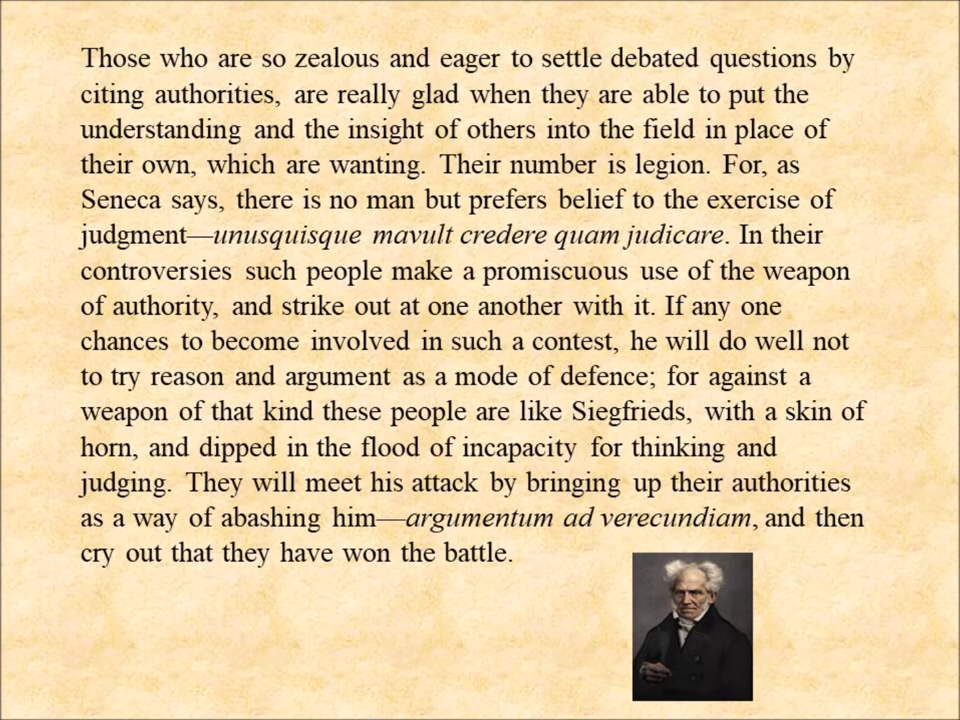 Those who are so zealous and eager to settle debated questions by
citing authorities, are really glad when they are able to put the
understanding and the insight of others into the field in place of
their own, which are wanting. Their number is legion. For, as
Seneca says, there is no man but prefers belief to the exercise of
judgment—unusquisque mavult credere quam judicare. In their
controversies such people make a promiscuous use of the weapon
of authority, and strike out at one another with it. If any one
chances to become involved in such a contest, he will do well not
to try reason and argument as a mode of defence; for against a
weapon of that kind these people are like Siegfrieds, with a skin of
horn, and dipped in the flood of incapacity for thinking and
judging. They will meet his attack by bringing up their authorities
as a way of abashing him—argumentum ad verecundiam, and then
cry out that they have won the battle.